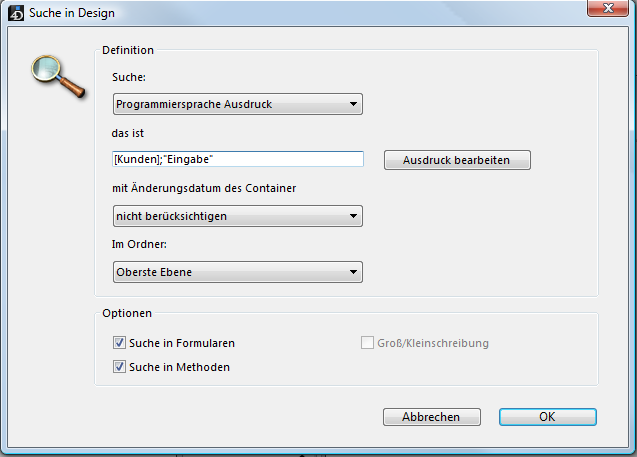 Suche in Design
Definition
Suche:
Programmiersprache Ausdruck
das ist
[Kunden];"Eingabe"
Ausdruck bearbeiten
mit Änderungsdatum des Container
nicht berücksichtigen
Im Ordner:
Oberste Ebene
Optionen
Suche in Formularen
Groß/Kleinschreibung
Suche in Methoden
Abbrechen
OK